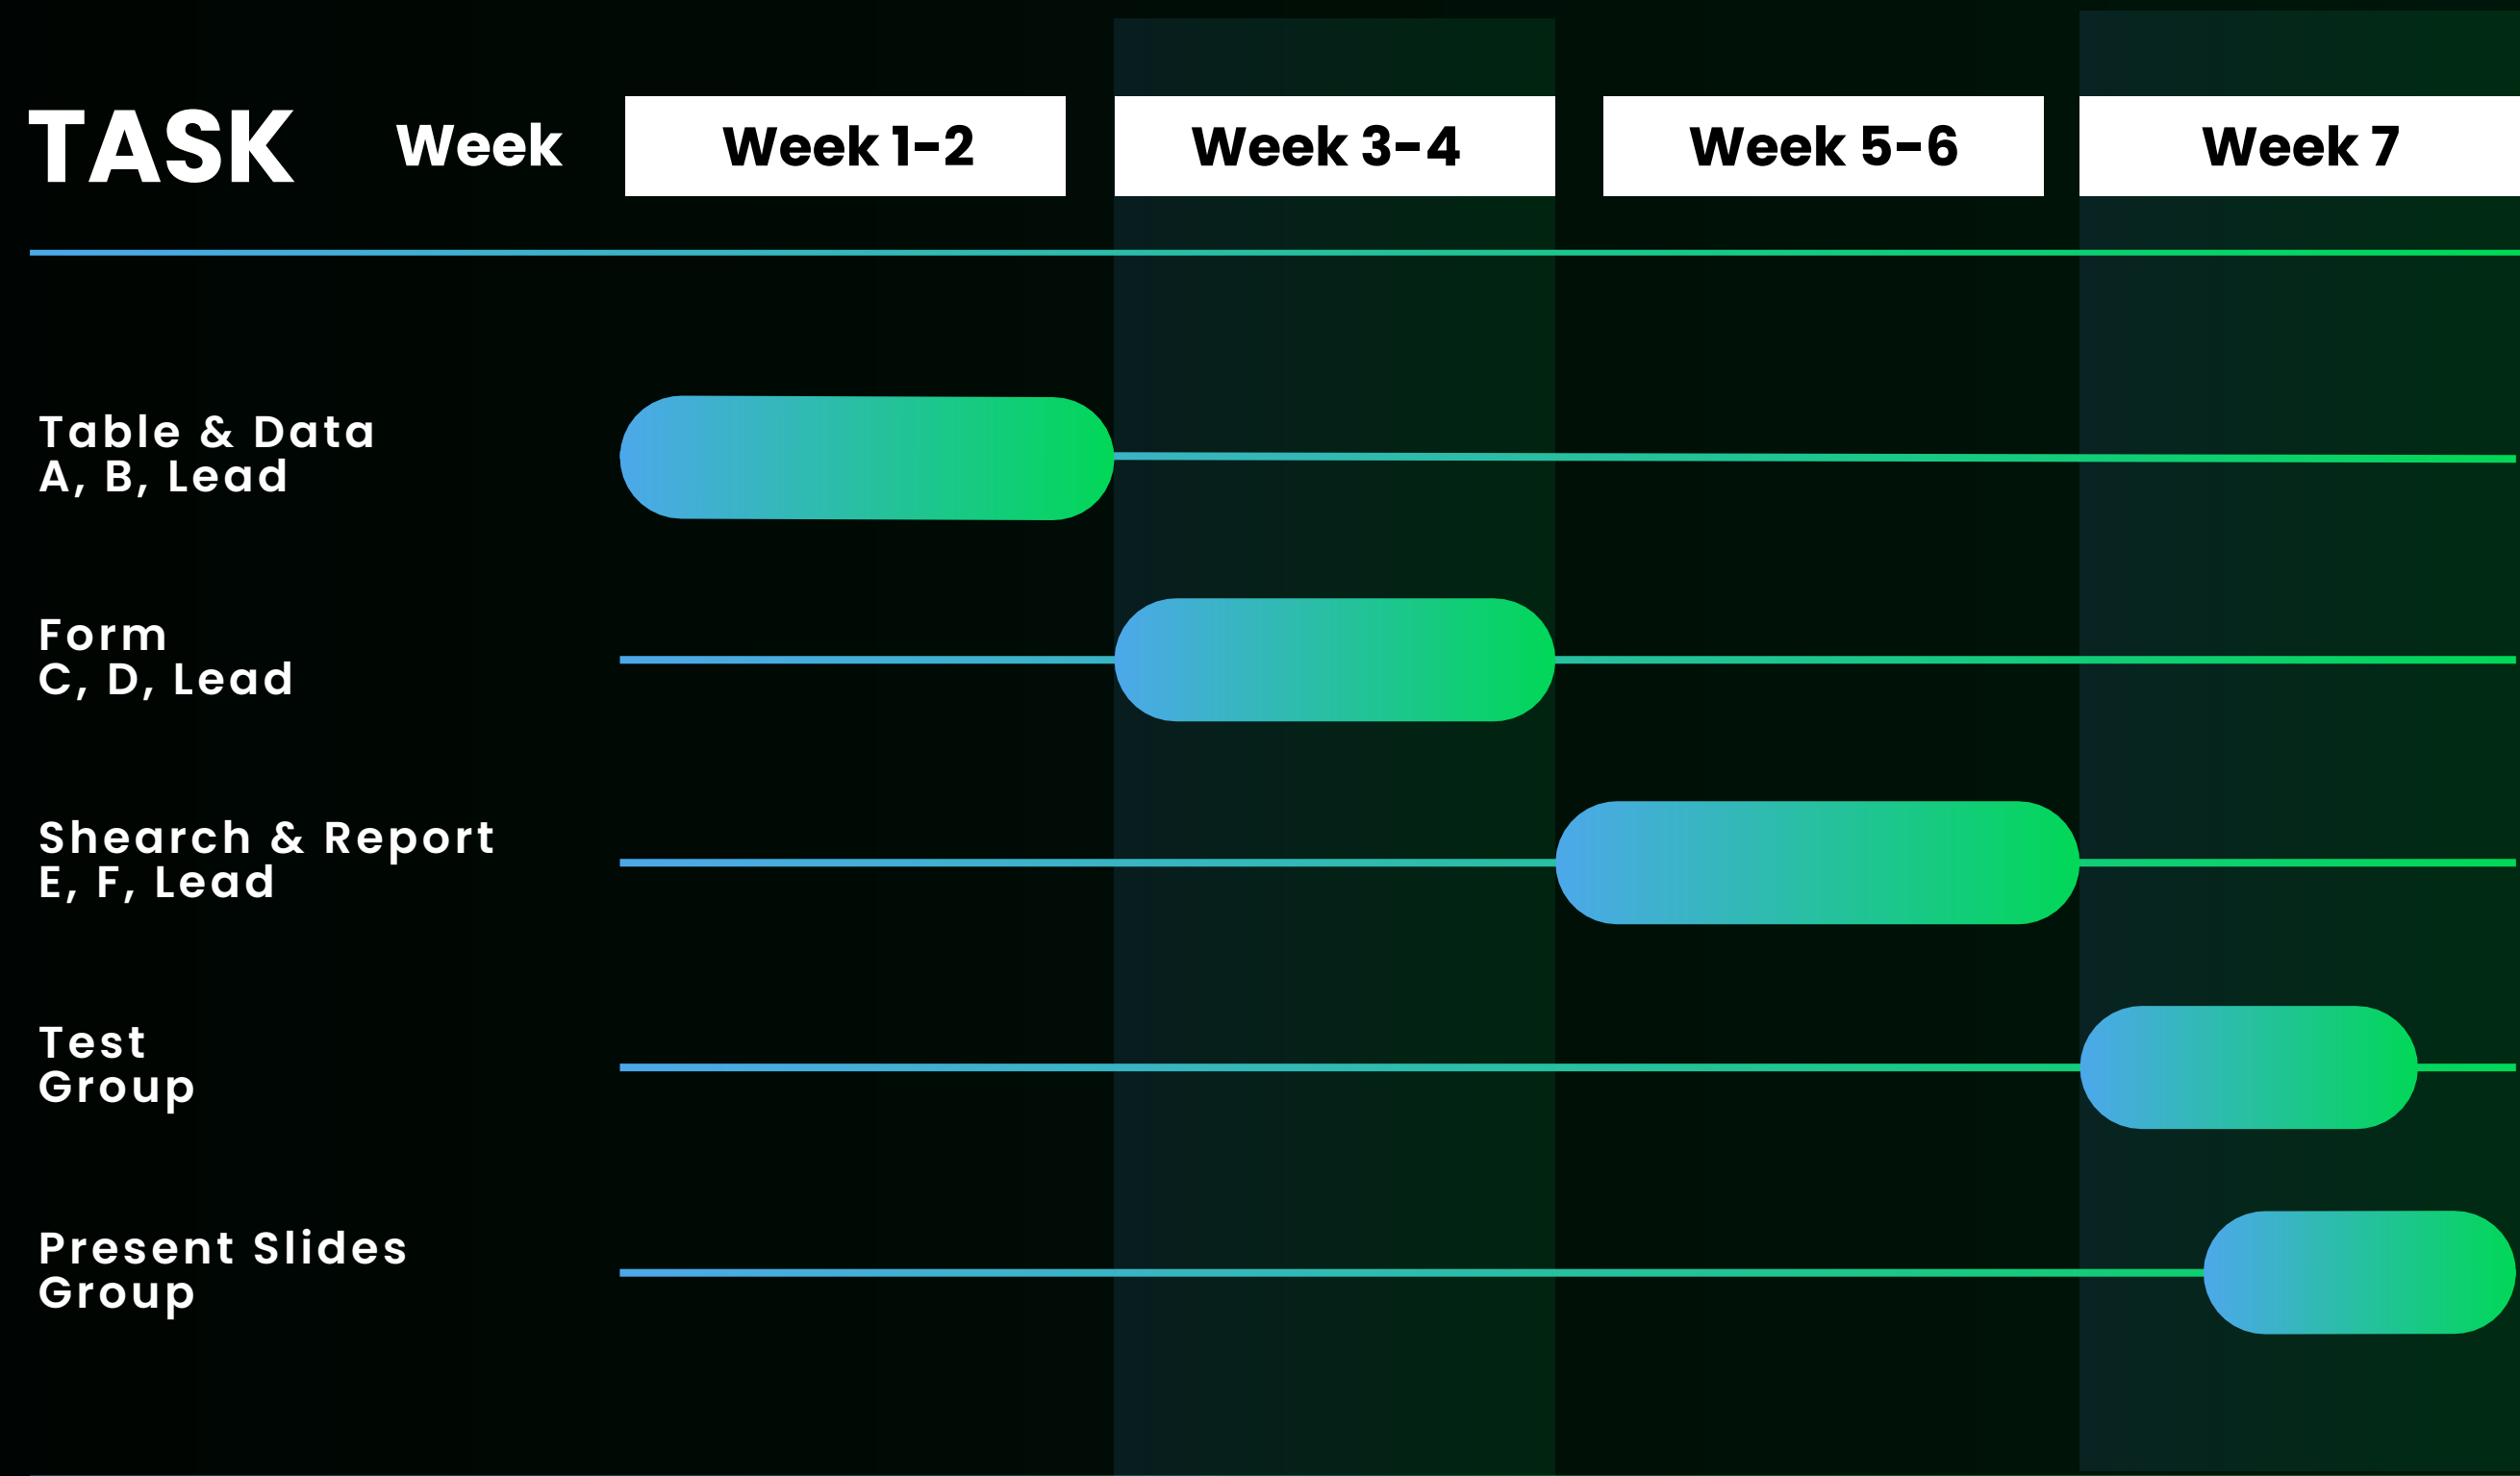 TASK Week Week 1-2 Week 3-4 Week 5-6 Week 7
Table & Data
A, B, Lead
Form
C, D, Lead
Shearch & Report
E, F, Lead
Test
Group
Present Slides
Group